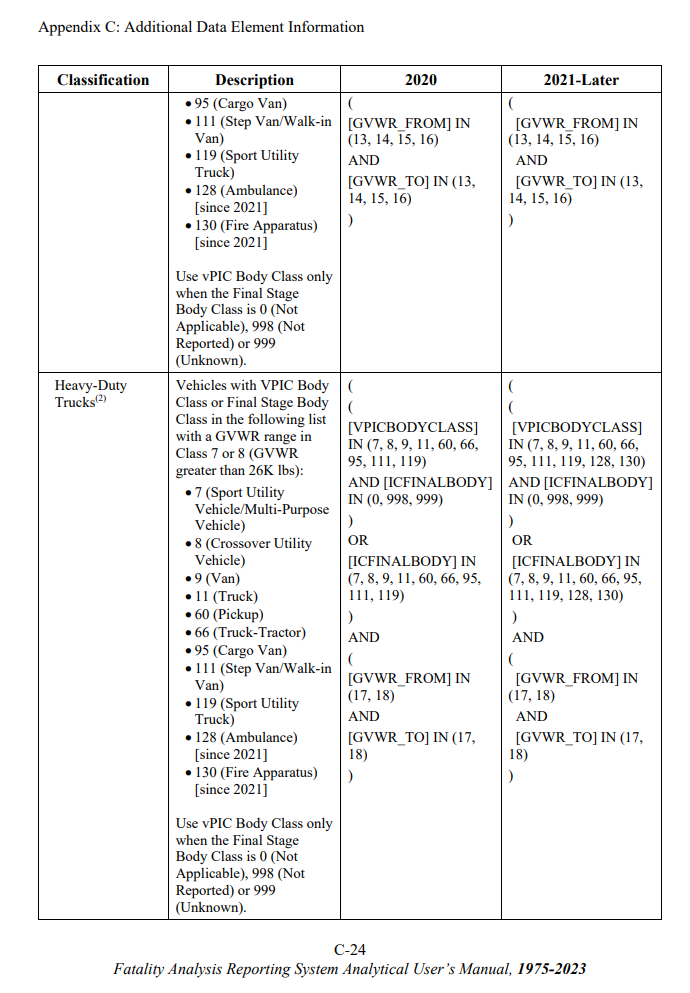 Appendix C: Additional Data Element Information
Classification
Description
2020
2021-Later
• 95 (Cargo Van)
• 111 (Step Van/Walk-in
Van)
• 119 (Sport Utility
Truck)
• 128 (Ambulance)
[since 2021]
• 130 (Fire Apparatus)
[since 2021]
Use vPIC Body Class only
when the Final Stage
Body Class is 0 (Not
Applicable), 998 (Not
Reported) or 999
(Unknown).
(
[GVWR_FROM] IN
(13, 14, 15, 16)
AND
[GVWR_TO] IN (13,
14, 15, 16)
)
(
[GVWR_FROM] IN
(13, 14, 15, 16)
AND
[GVWR_TO] IN (13,
14, 15, 16)
)
Heavy-Duty
Trucks(2)
Vehicles with VPIC Body
Class or Final Stage Body
Class in the following list
with a GVWR range in
Class 7 or 8 (GVWR
greater than 26K lbs):
• 7 (Sport Utility
Vehicle/Multi-Purpose
Vehicle)
• 8 (Crossover Utility
Vehicle)
• 9 (Van)
• 11 (Truck)
• 60 (Pickup)
• 66 (Truck-Tractor)
• 95 (Cargo Van)
• 111 (Step Van/Walk-in
Van)
• 119 (Sport Utility
Truck)
• 128 (Ambulance)
[since 2021]
• 130 (Fire Apparatus)
[since 2021]
Use vPIC Body Class only
when the Final Stage
Body Class is 0 (Not
Applicable), 998 (Not
Reported) or 999
(Unknown).
(
(
[VPICBODYCLASS]
IN (7, 8, 9, 11, 60, 66,
95, 111, 119)
AND [ICFINALBODY]
IN (0, 998, 999)
)
OR
[ICFINALBODY] IN
(7, 8, 9, 11, 60, 66, 95,
111, 119)
)
AND
(
[GVWR_FROM] IN
(17, 18)
AND
[GVWR_TO] IN (17,
18)
)
(
(
[VPICBODYCLASS]
IN (7, 8, 9, 11, 60, 66,
95, 111, 119, 128, 130)
AND [ICFINALBODY]
IN (0, 998, 999)
)
OR
[ICFINALBODY] IN
(7, 8, 9, 11, 60, 66, 95,
111, 119, 128, 130)
)
AND
(
[GVWR_FROM] IN
(17, 18)
AND
[GVWR_TO] IN (17,
18)
)
C-24
Fatality Analysis Reporting System Analytical User’s Manual, 1975-2023